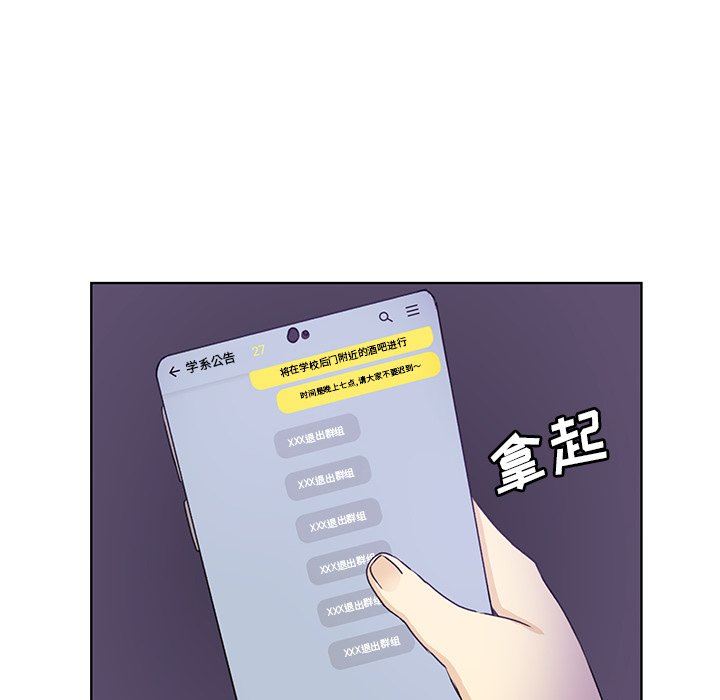 学系公告 27
将在学校后门附近的酒吧进行
时间是晚上七点,请大家不要迟到～
XXX退出群组
XXX退出群组
XXX退出群组
XXX退出群组
XXX退出群组
XXX退出群组
拿起